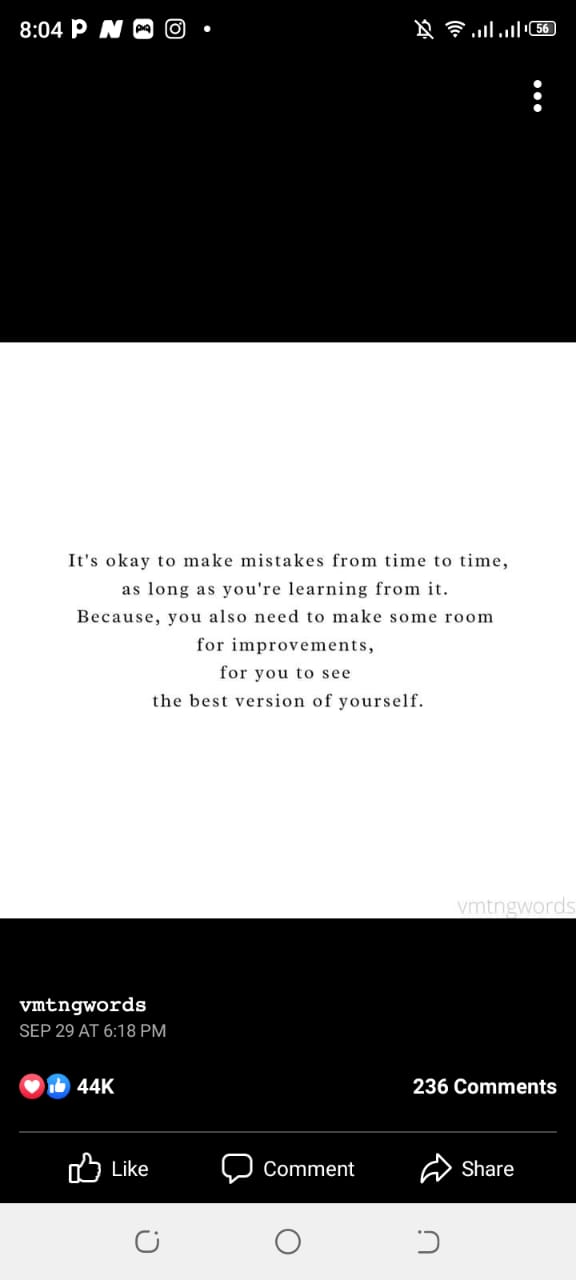 8:04
56
It's okay to make mistakes from time to time,
as long as you're learning from it.
Because, you also need to make some room
for improvements,
for you to see
the best version of yourself.
vmtngwords
vmtngwords
SEP 29 AT 6:18 PM
44K
236 Comments
Like
Comment
Share